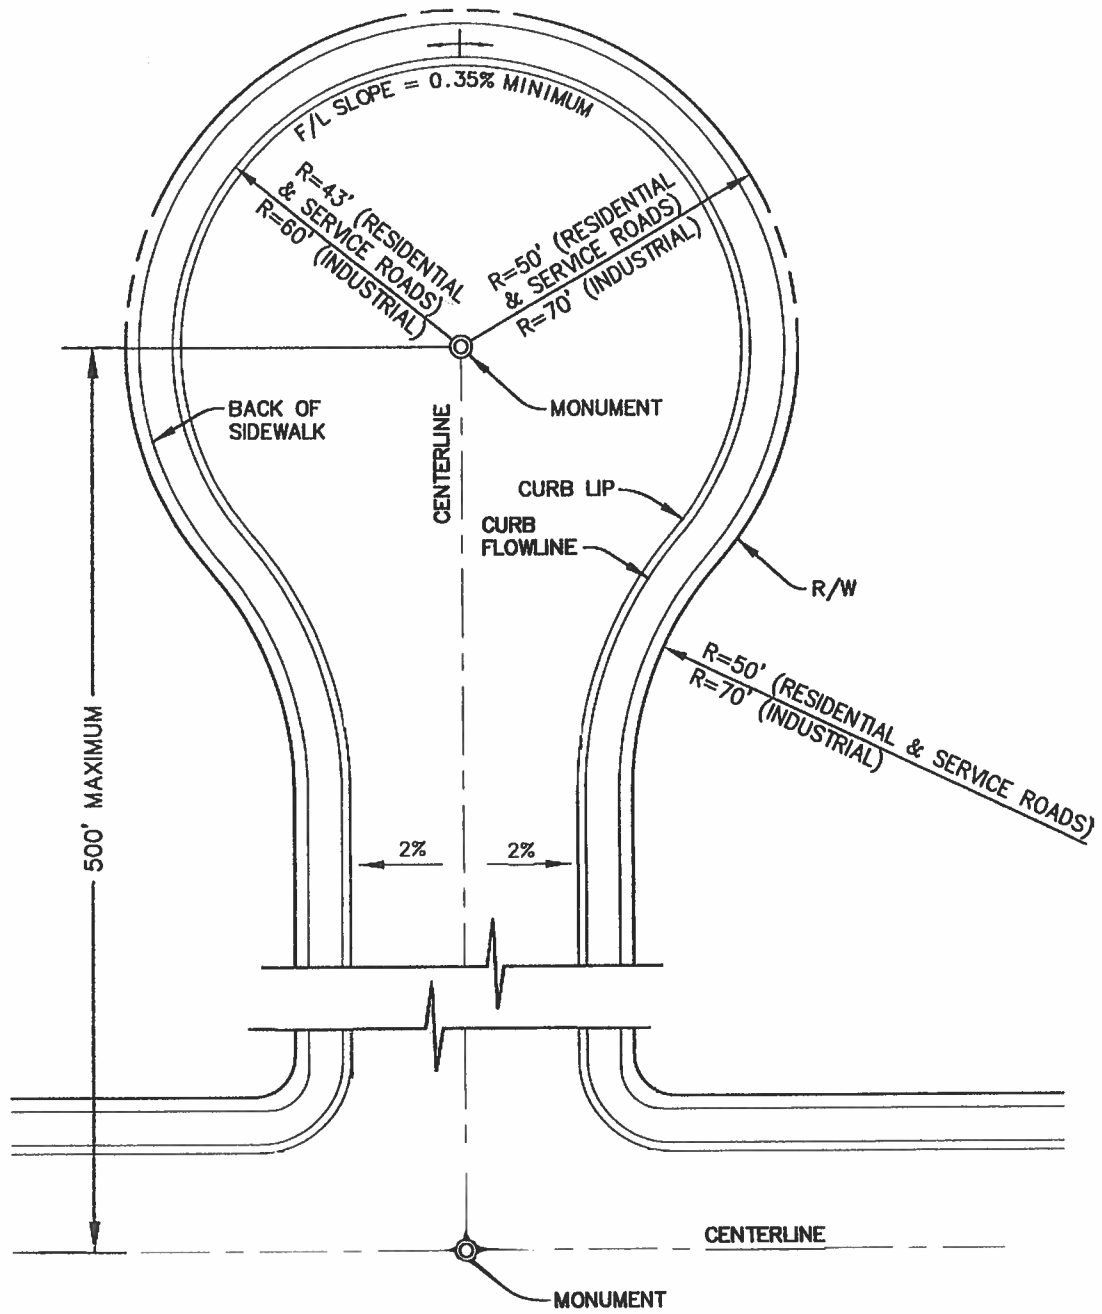 F/L SLOPE = 0.35% MINIMUM
R=43' (RESIDENTIAL
& SERVICE ROADS)
R=60' (INDUSTRIAL)
R=50' (RESIDENTIAL
& SERVICE ROADS)
R=70' (INDUSTRIAL)
BACK OF
SIDEWALK
CENTERLINE
MONUMENT
CURB LIP
CURB
FLOWLINE
R/W
R=50' (RESIDENTIAL & SERVICE ROADS)
R=70' (INDUSTRIAL)
500' MAXIMUM
2%
2%
CENTERLINE
MONUMENT